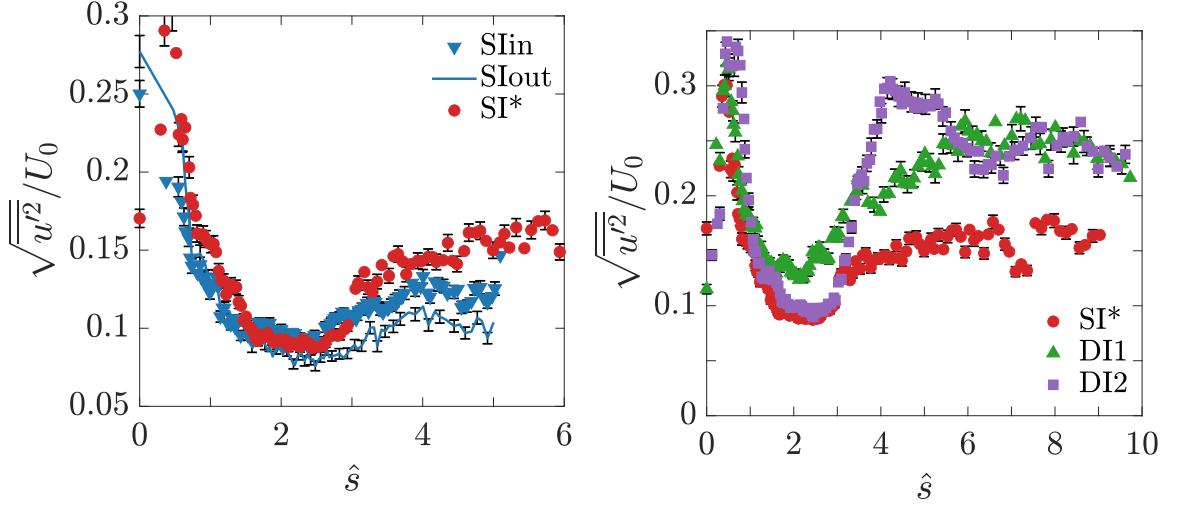 0.3
0.25
0.2
0.15
0.1
0.05
0 2 4 6
ŝ
√u′²/U₀
SIin
SIout
SI*
0.3
0.2
0.1
0
0 2 4 6 8 10
ŝ
√u′²/U₀
SI*
DI1
DI2